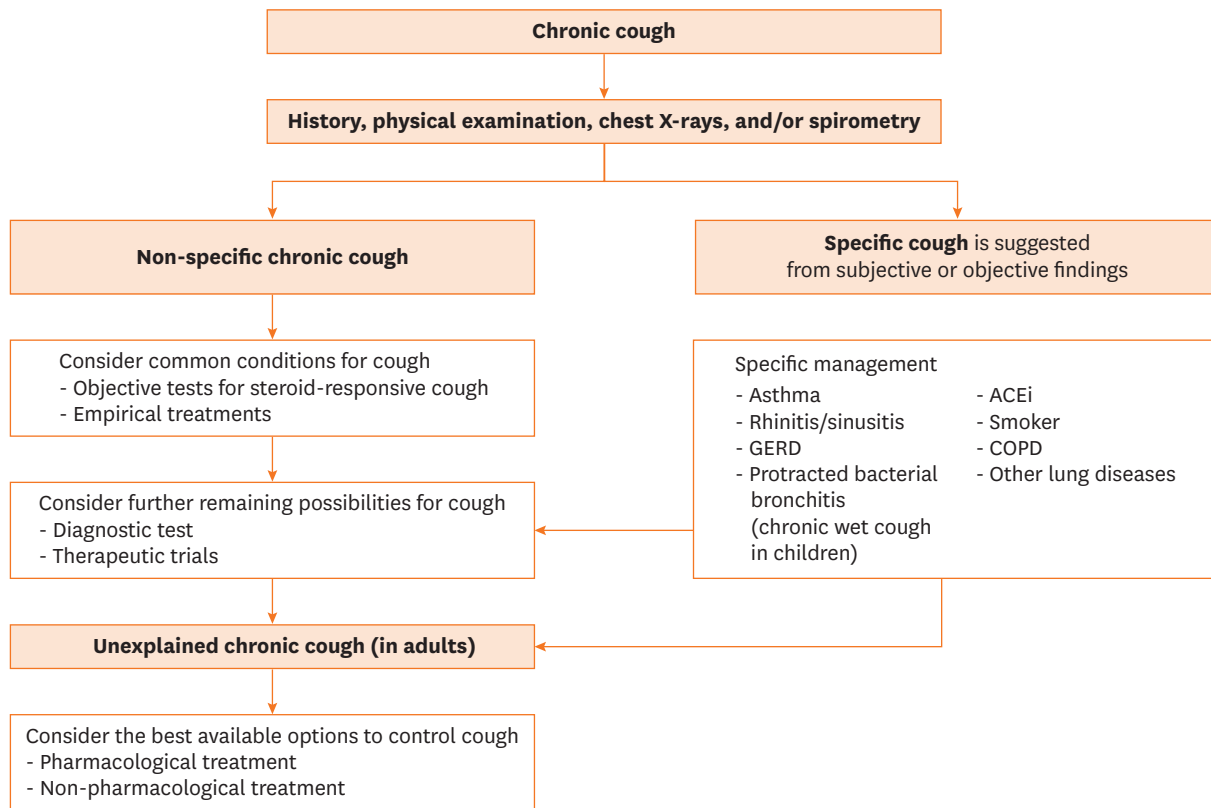 Chronic cough
History, physical examination, chest X-rays, and/or spirometry
Non-specific chronic cough
Specific cough is suggested
from subjective or objective findings
Consider common conditions for cough
- Objective tests for steroid-responsive cough
- Empirical treatments
Specific management
- Asthma
- Rhinitis/sinusitis
- GERD
- Protracted bacterial
bronchitis
(chronic wet cough
in children)
- ACEi
- Smoker
- COPD
- Other lung diseases
Consider further remaining possibilities for cough
- Diagnostic test
- Therapeutic trials
Unexplained chronic cough (in adults)
Consider the best available options to control cough
- Pharmacological treatment
- Non-pharmacological treatment